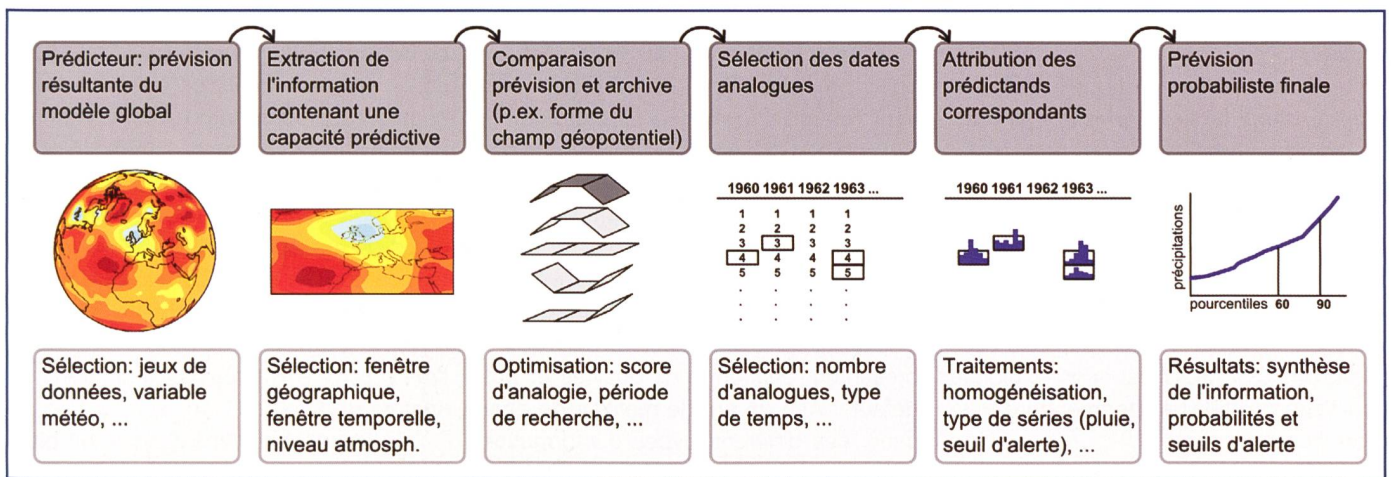 Prédicteur: prévision
résultante du
modèle global
Extraction de
l'information
contenant une
capacité prédictive
Comparaison
prévision et archive
(p.ex. forme du
champ géopotentiel)
Sélection des dates
analogues
Attribution des
prédictands
correspondants
Prévision
probabiliste finale
1960 1961 1962 1963 ...
1 1 1 1
2 2 2 2
3 3 3 3
4 4 4 4
5 5 5 5
. . . .
. . . .
. . . .
1960 1961 1962 1963 ...
précipitations
pourcentiles 60 90
Sélection: jeux de
données, variable
météo, ...
Sélection: fenêtre
géographique,
fenêtre temporelle,
niveau atmosph.
Optimisation: score
d'analogie, période
de recherche, ...
Sélection: nombre
d'analogues, type
de temps, ...
Traitements:
homogénéisation,
type de séries (pluie,
seuil d'alerte), ...
Résultats: synthèse
de l'information,
probabilités et
seuils d'alerte